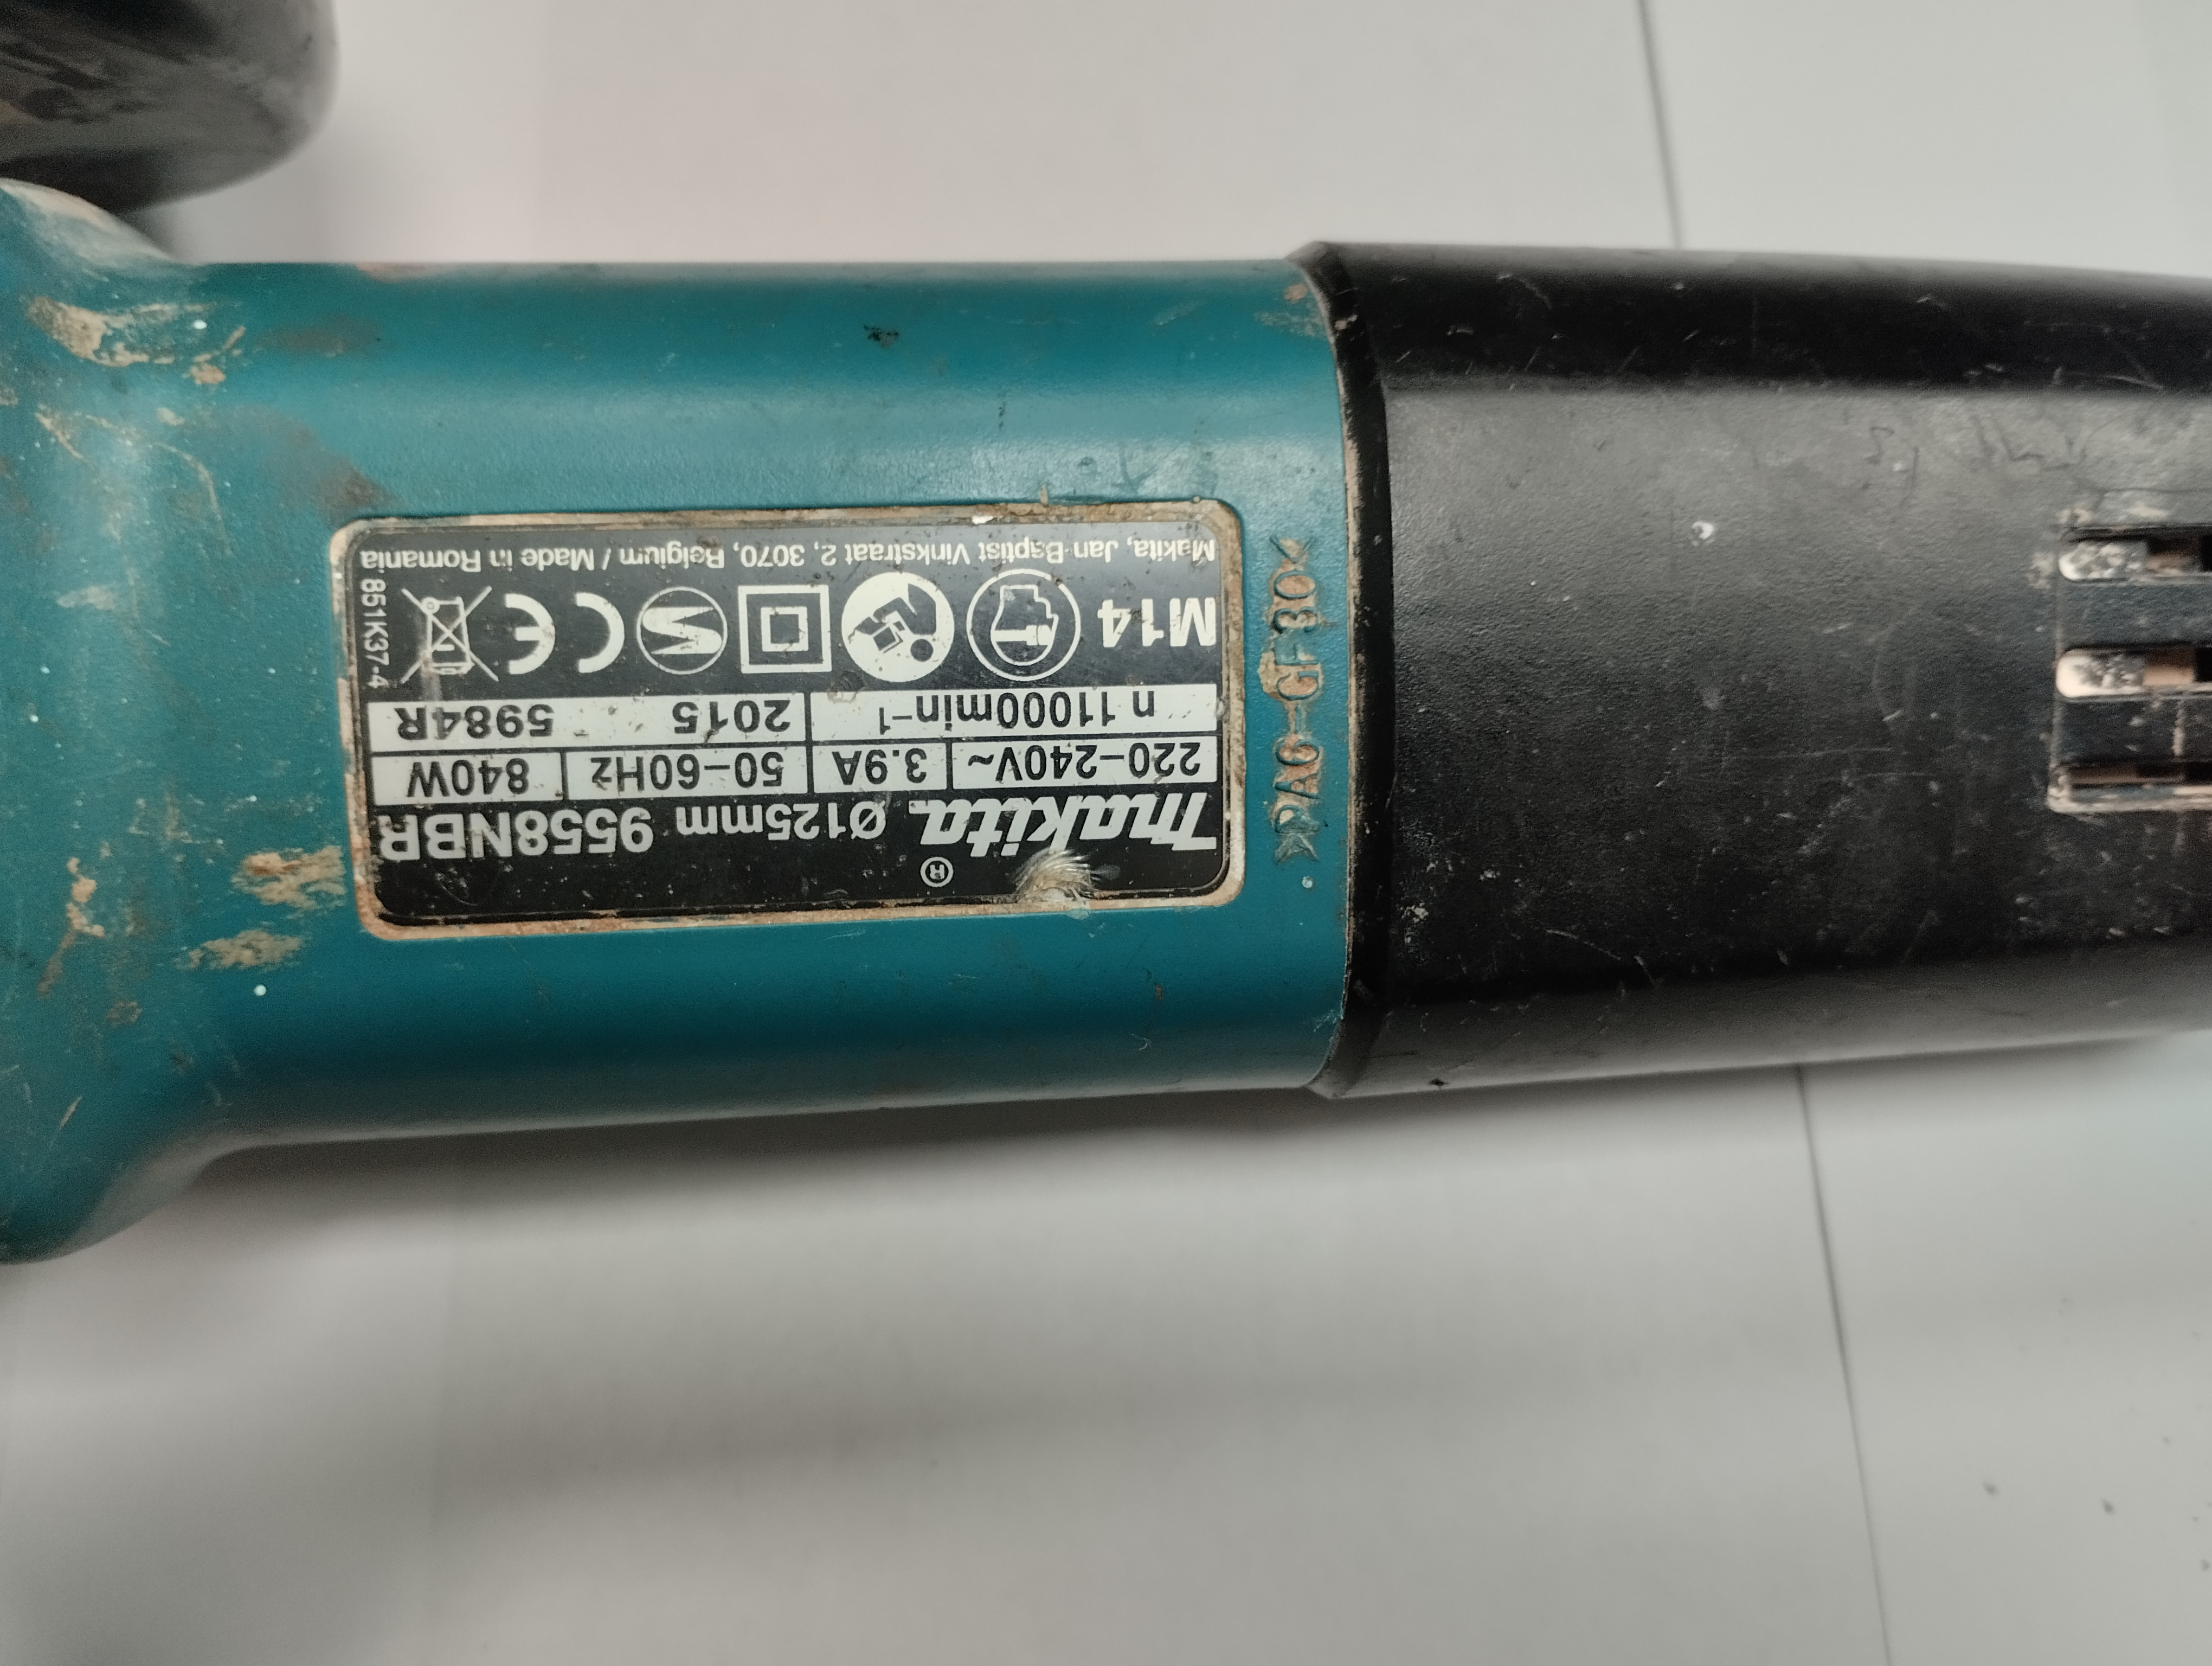 makita® Ø125mm 9558NBR
220-240V~ 3.9A 50-60Hz 840W
n 11000min⁻¹ 2015 5984R
M14 CE
851K37-4
Makita, Jan-Baptist Vinkstraat 2, 3070, Belgium / Made in Romania
>PA6-GF30<